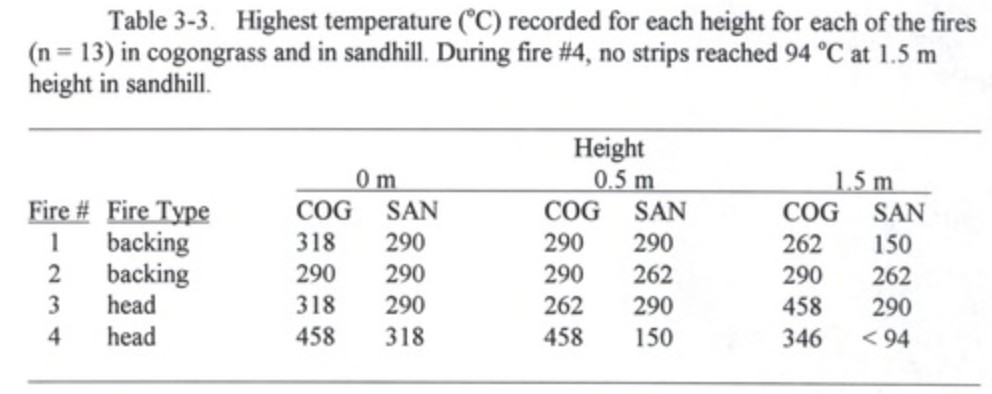 Table 3-3. Highest temperature (°C) recorded for each height for each of the fires
(n = 13) in cogongrass and in sandhill. During fire #4, no strips reached 94 °C at 1.5 m
height in sandhill.
Height
0 m 0.5 m 1.5 m
Fire # Fire Type COG SAN COG SAN COG SAN
1 backing 318 290 290 290 262 150
2 backing 290 290 290 262 290 262
3 head 318 290 262 290 458 290
4 head 458 318 458 150 346 < 94